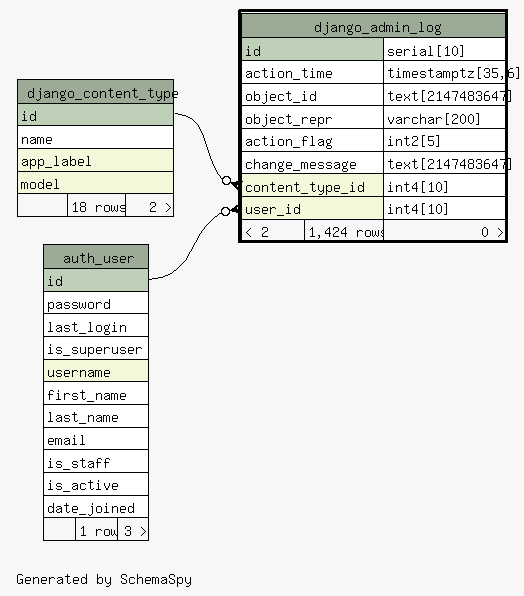 django_admin_log
id serial[10]
action_time timestamptz[35,6]
object_id text[2147483647]
object_repr varchar[200]
action_flag int2[5]
change_message text[2147483647]
content_type_id int4[10]
user_id int4[10]
< 2 1,424 rows 0 >
django_content_type
id
name
app_label
model
18 rows 2 >
auth_user
id
password
last_login
is_superuser
username
first_name
last_name
email
is_staff
is_active
date_joined
1 row 3 >
Generated by SchemaSpy